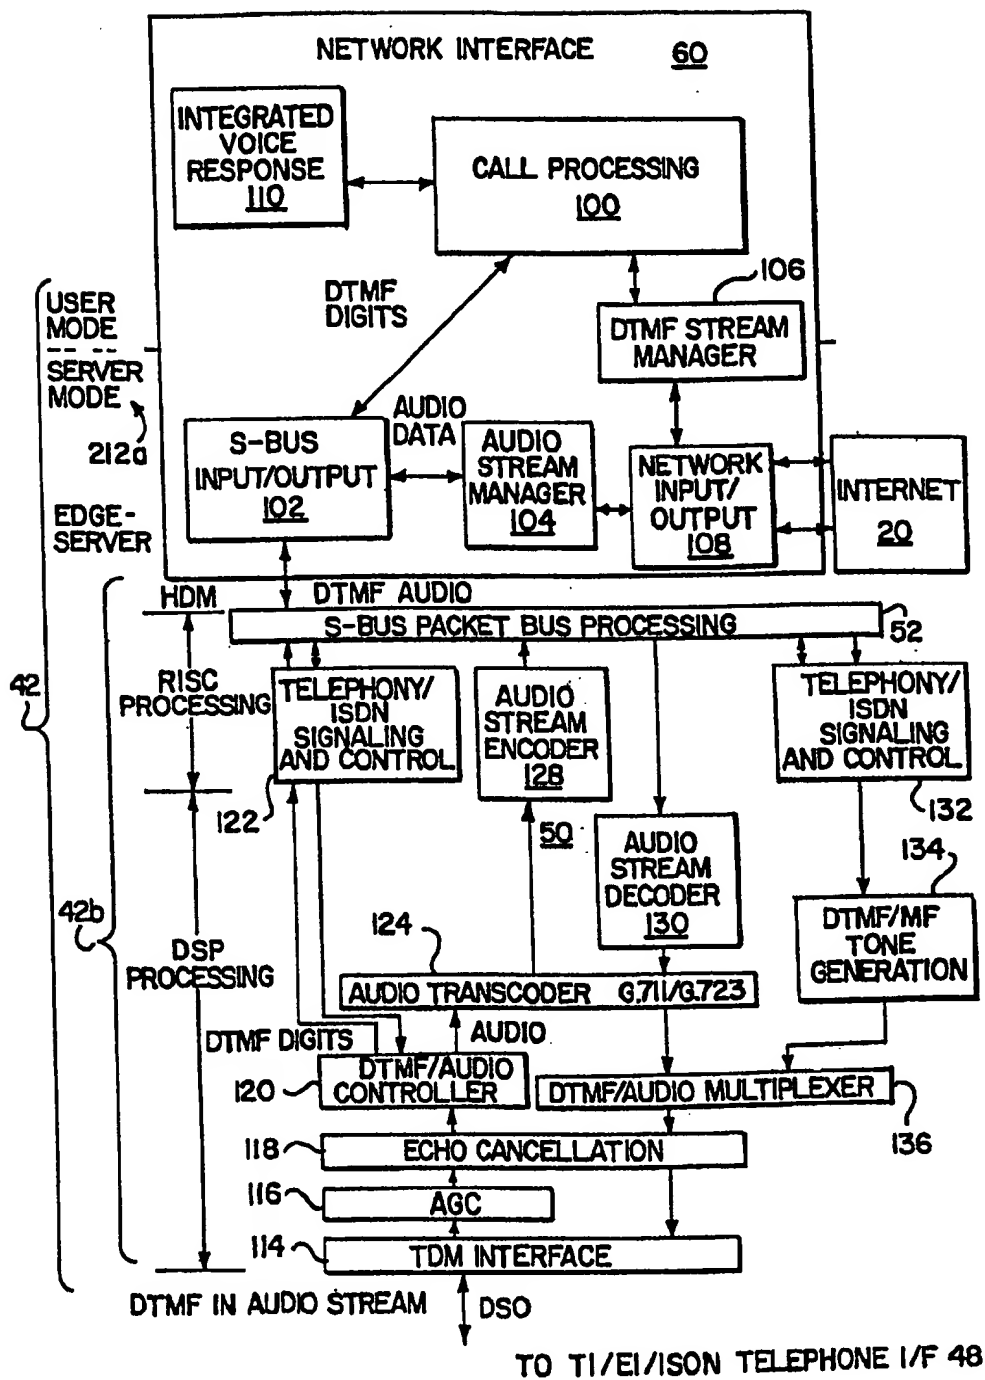 NETWORK INTERFACE 60
INTEGRATED
VOICE
RESPONSE
110
CALL PROCESSING
100
106
DTMF
DIGITS
DTMF STREAM
MANAGER
USER
MODE
SERVER
MODE
212a
S-BUS
INPUT/OUTPUT
102
AUDIO
DATA
AUDIO
STREAM
MANAGER
104
NETWORK
INPUT/
OUTPUT
108
INTERNET
20
EDGE-
SERVER
HDM
DTMF AUDIO
S-BUS PACKET BUS PROCESSING
52
42
RISC
PROCESSING
TELEPHONY/
ISDN
SIGNALING
AND CONTROL
122
AUDIO
STREAM
ENCODER
128
50
TELEPHONY/
ISDN
SIGNALING
AND CONTROL
132
AUDIO
STREAM
DECODER
130
134
DTMF/MF
TONE
GENERATION
42b
DSP
PROCESSING
124
AUDIO TRANSCODER G.711/G.723
DTMF DIGITS
AUDIO
120
DTMF/AUDIO
CONTROLLER
DTMF/AUDIO MULTIPLEXER
136
118
ECHO CANCELLATION
116
AGC
114
TDM INTERFACE
DTMF IN AUDIO STREAM
DSO
TO T1/E1/ISON TELEPHONE I/F 48